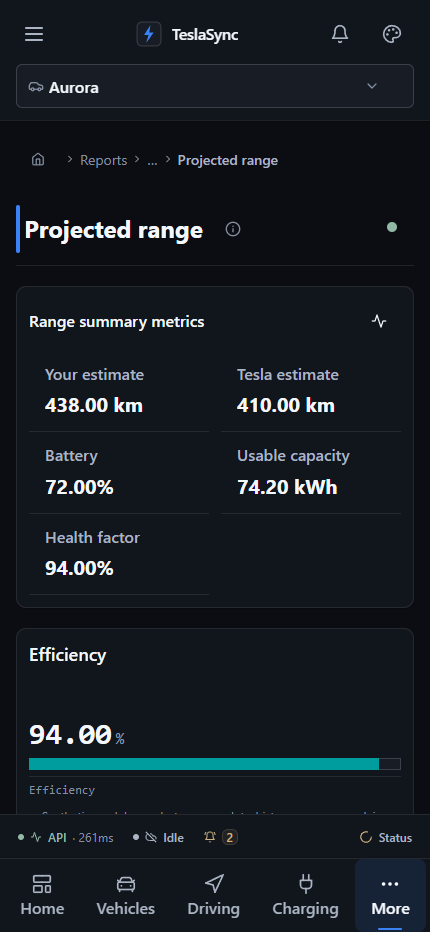 TeslaSync
Aurora
Reports ... Projected range
Projected range
Range summary metrics
Your estimate Tesla estimate
438.00 km 410.00 km
Battery Usable capacity
72.00% 74.20 kWh
Health factor
94.00%
Efficiency
94.00%
Efficiency
API · 261ms Idle 2 Status
Home Vehicles Driving Charging More